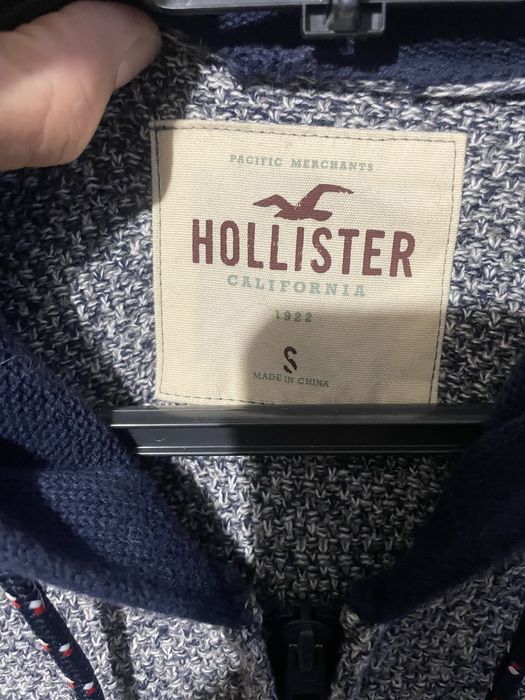 PACIFIC MERCHANTS
HOLLISTER
CALIFORNIA
1922
S
MADE IN CHINA